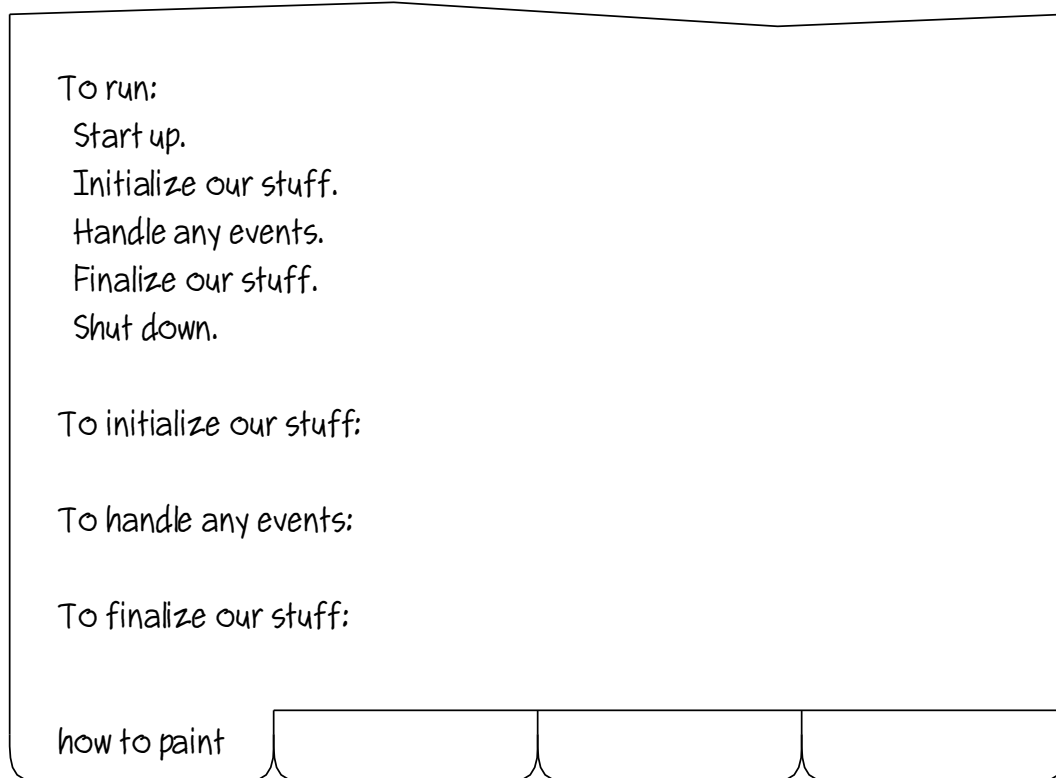 To run:
Start up.
Initialize our stuff.
Handle any events.
Finalize our stuff.
Shut down.
To initialize our stuff:
To handle any events:
To finalize our stuff:
how to paint